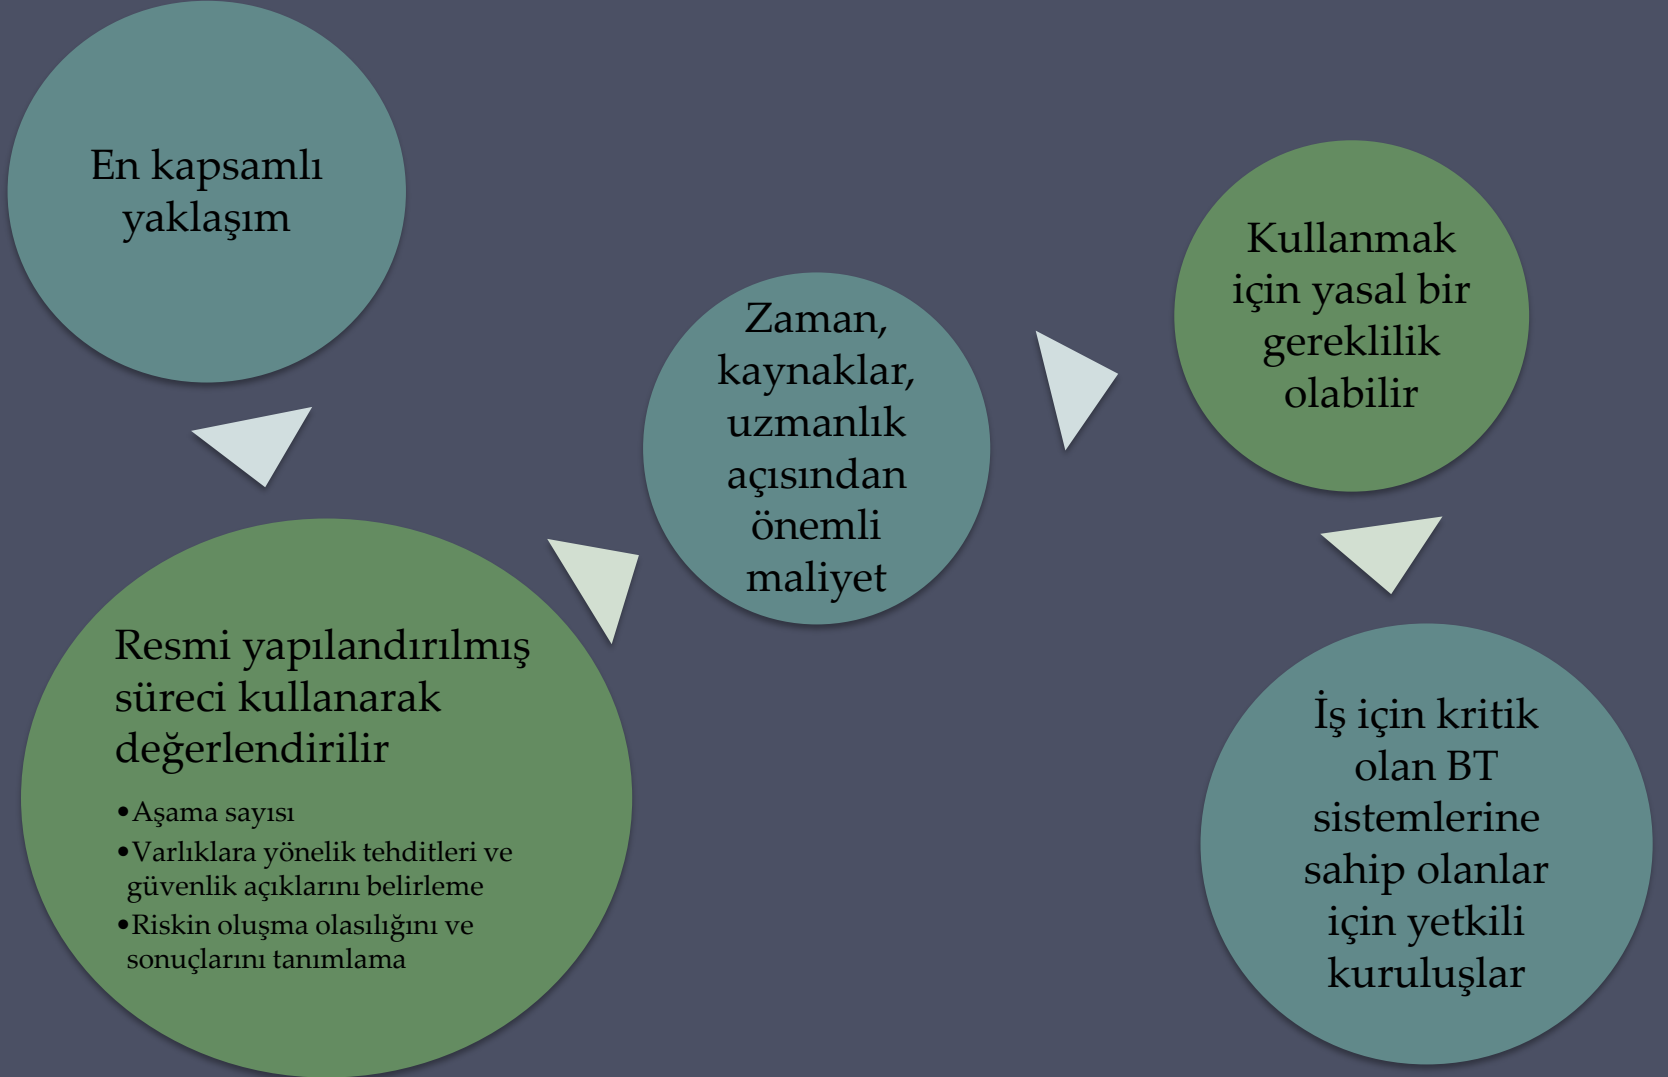 En kapsamlı
yaklaşım
Resmi yapılandırılmış
süreci kullanarak
değerlendirilir
•Aşama sayısı
•Varlıklara yönelik tehditleri ve
güvenlik açıklarını belirleme
•Riskin oluşma olasılığını ve
sonuçlarını tanımlama
Zaman,
kaynaklar,
uzmanlık
açısından
önemli
maliyet
Kullanmak
için yasal bir
gereklilik
olabilir
İş için kritik
olan BT
sistemlerine
sahip olanlar
için yetkili
kuruluşlar